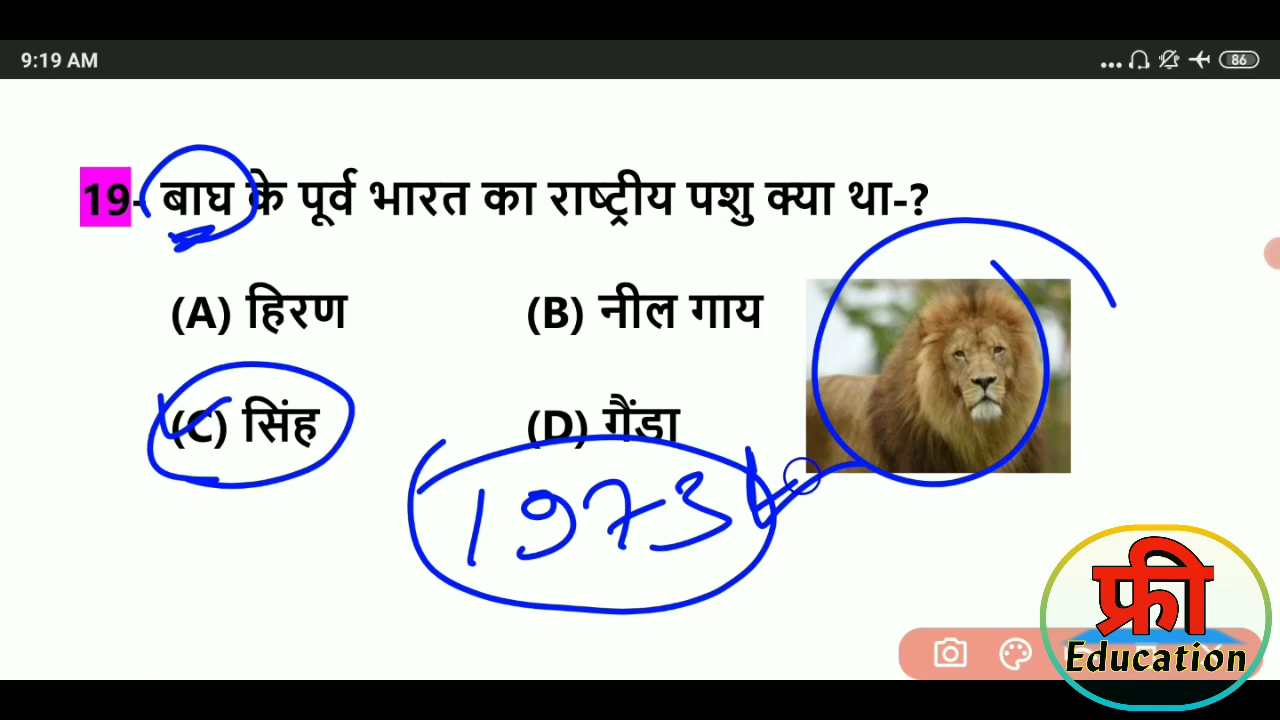 9:19 AM
86
19- बाघ के पूर्व भारत का राष्ट्रीय पशु क्या था-?
(A) हिरण (B) नील गाय
(C) सिंह (D) गैंडा
1973
फ्री
Education